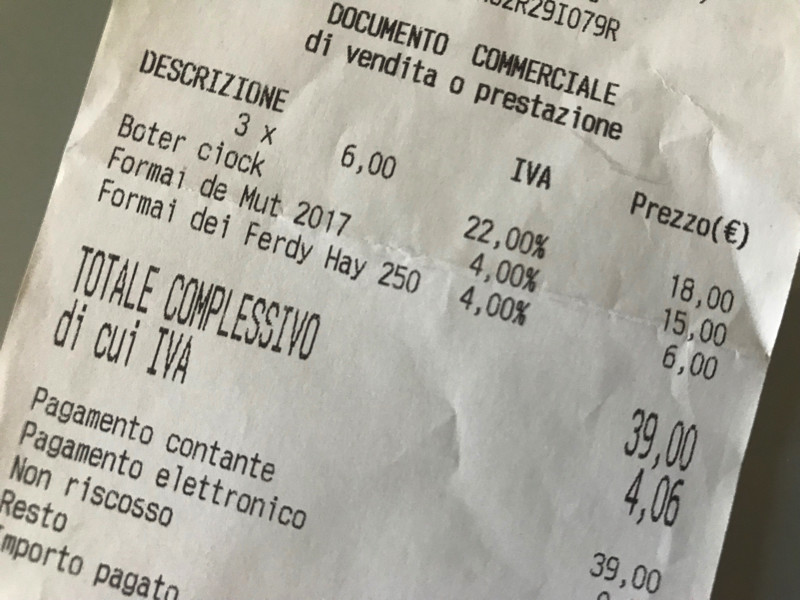 DOCUMENTO COMMERCIALE
di vendita o prestazione
DESCRIZIONE IVA Prezzo(€)
3 x 6,00
Boter ciock 22,00% 18,00
Formai de Mut 2017 4,00% 15,00
Formai dei Ferdy Hay 250 4,00% 6,00
TOTALE COMPLESSIVO 39,00
di cui IVA 4,06
Pagamento contante 39,00
Pagamento elettronico
Non riscosso
Resto
Importo pagato